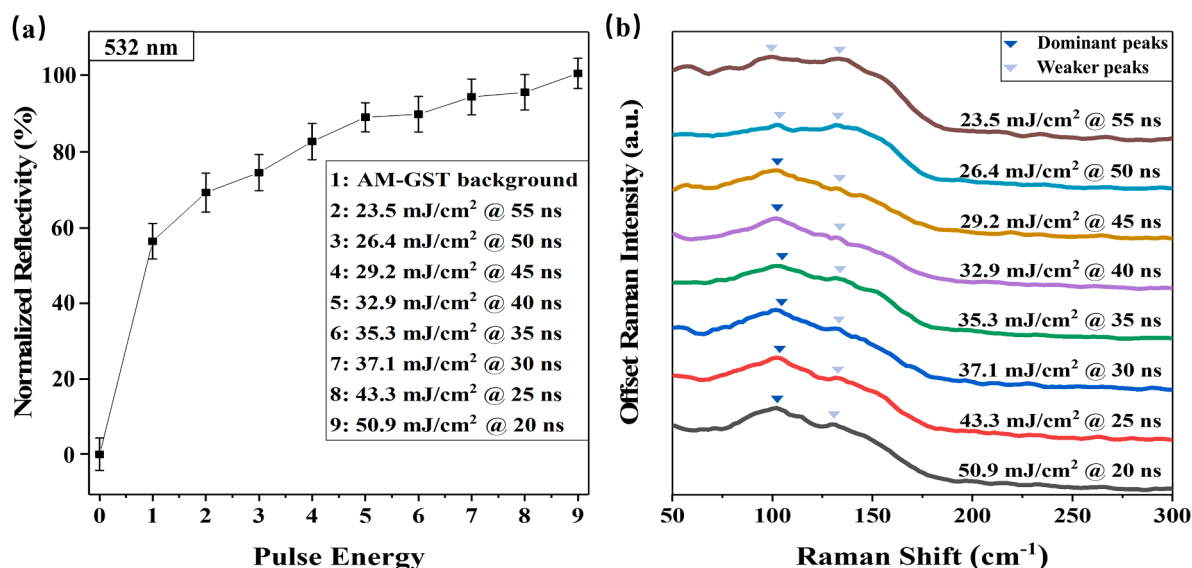 (a)
532 nm
Normalized Reflectivity (%)
100
80
60
40
20
0
1: AM-GST background
2: 23.5 mJ/cm² @ 55 ns
3: 26.4 mJ/cm² @ 50 ns
4: 29.2 mJ/cm² @ 45 ns
5: 32.9 mJ/cm² @ 40 ns
6: 35.3 mJ/cm² @ 35 ns
7: 37.1 mJ/cm² @ 30 ns
8: 43.3 mJ/cm² @ 25 ns
9: 50.9 mJ/cm² @ 20 ns
0 1 2 3 4 5 6 7 8 9
Pulse Energy
(b)
Offset Raman Intensity (a.u.)
Dominant peaks
Weaker peaks
23.5 mJ/cm² @ 55 ns
26.4 mJ/cm² @ 50 ns
29.2 mJ/cm² @ 45 ns
32.9 mJ/cm² @ 40 ns
35.3 mJ/cm² @ 35 ns
37.1 mJ/cm² @ 30 ns
43.3 mJ/cm² @ 25 ns
50.9 mJ/cm² @ 20 ns
50 100 150 200 250 300
Raman Shift (cm⁻¹)